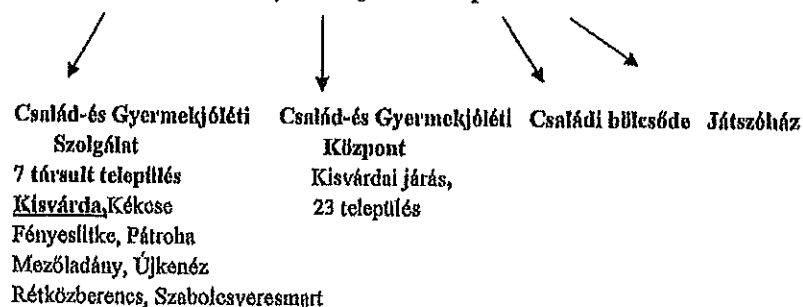 Család-és Gyermekjóléti Szolgálat
7 társult település
Kisvárda, Kékcse
Fényeslitke, Pátroha
Mezőladány, Újkenéz
Rétközberencs, Szabolcsveresmart
Család-és Gyermekjóléti Központ
Kisvárdai járás,
23 település
Családi bölcsőde
Játszóház